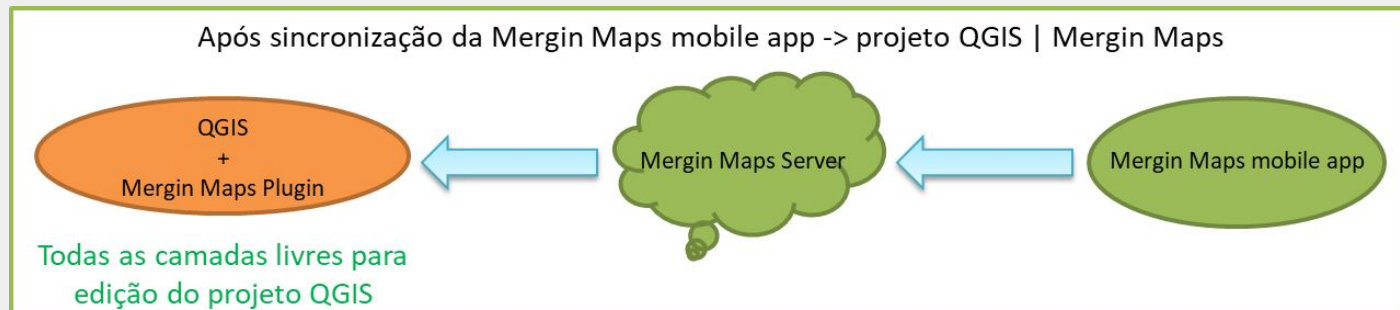 Após sincronização da Mergin Maps mobile app -> projeto QGIS | Mergin Maps
QGIS
+
Mergin Maps Plugin
Mergin Maps Server
Mergin Maps mobile app
Todas as camadas livres para
edição do projeto QGIS